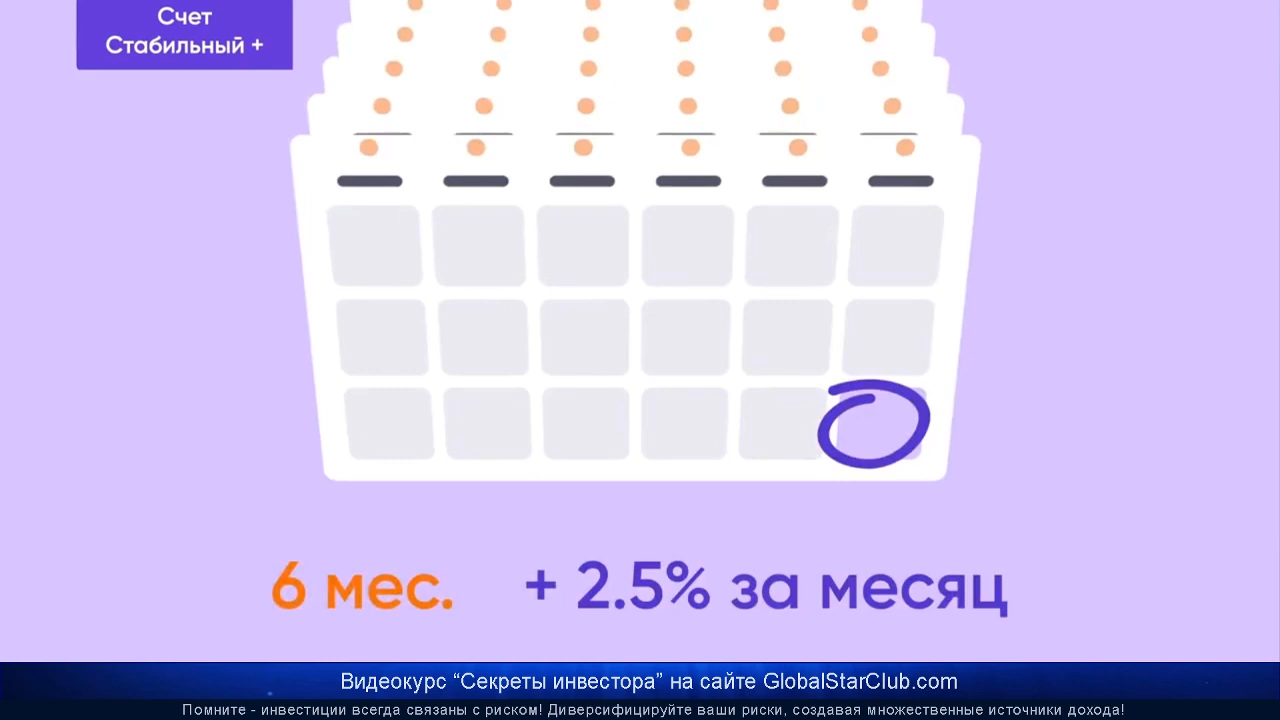 Счет
Стабильный +
6 мес. + 2.5% за месяц
Видеокурс “Секреты инвестора” на сайте GlobalStarClub.com
Помните - инвестиции всегда связаны с риском! Диверсифицируйте ваши риски, создавая множественные источники дохода!